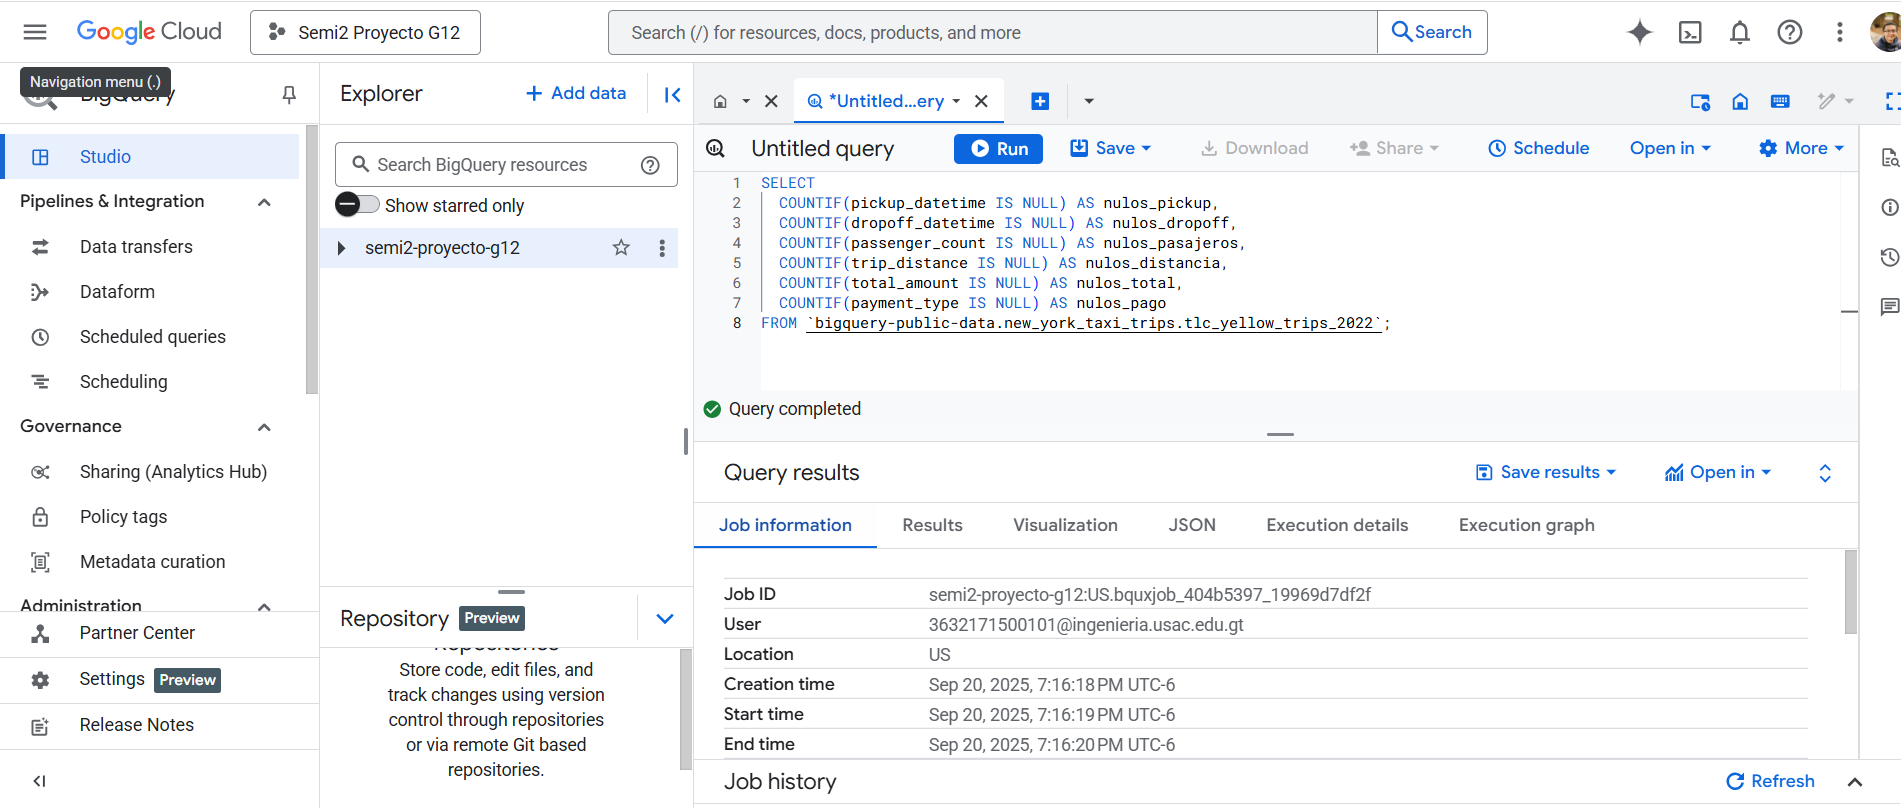 Google Cloud
Semi2 Proyecto G12
Search (/) for resources, docs, products, and more
Search
Navigation menu (.)
BigQuery
Studio
Pipelines & Integration
Data transfers
Dataform
Scheduled queries
Scheduling
Governance
Sharing (Analytics Hub)
Policy tags
Metadata curation
Administration
Partner Center
Settings Preview
Release Notes
Explorer
+ Add data
Search BigQuery resources
Show starred only
semi2-proyecto-g12
Repository Preview
Repositories
Store code, edit files, and
track changes using version
control through repositories
or via remote Git based
repositories.
*Untitled...ery
Untitled query
Run
Save
Download
Share
Schedule
Open in
More
1 SELECT
2 COUNTIF(pickup_datetime IS NULL) AS nulos_pickup,
3 COUNTIF(dropoff_datetime IS NULL) AS nulos_dropoff,
4 COUNTIF(passenger_count IS NULL) AS nulos_pasajeros,
5 COUNTIF(trip_distance IS NULL) AS nulos_distancia,
6 COUNTIF(total_amount IS NULL) AS nulos_total,
7 COUNTIF(payment_type IS NULL) AS nulos_pago
8 FROM `bigquery-public-data.new_york_taxi_trips.tlc_yellow_trips_2022`;
Query completed
Query results
Save results
Open in
Job information
Results
Visualization
JSON
Execution details
Execution graph
Job ID semi2-proyecto-g12:US.bquxjob_404b5397_19969d7df2f
User 3632171500101@ingenieria.usac.edu.gt
Location US
Creation time Sep 20, 2025, 7:16:18 PM UTC-6
Start time Sep 20, 2025, 7:16:19 PM UTC-6
End time Sep 20, 2025, 7:16:20 PM UTC-6
Job history
Refresh